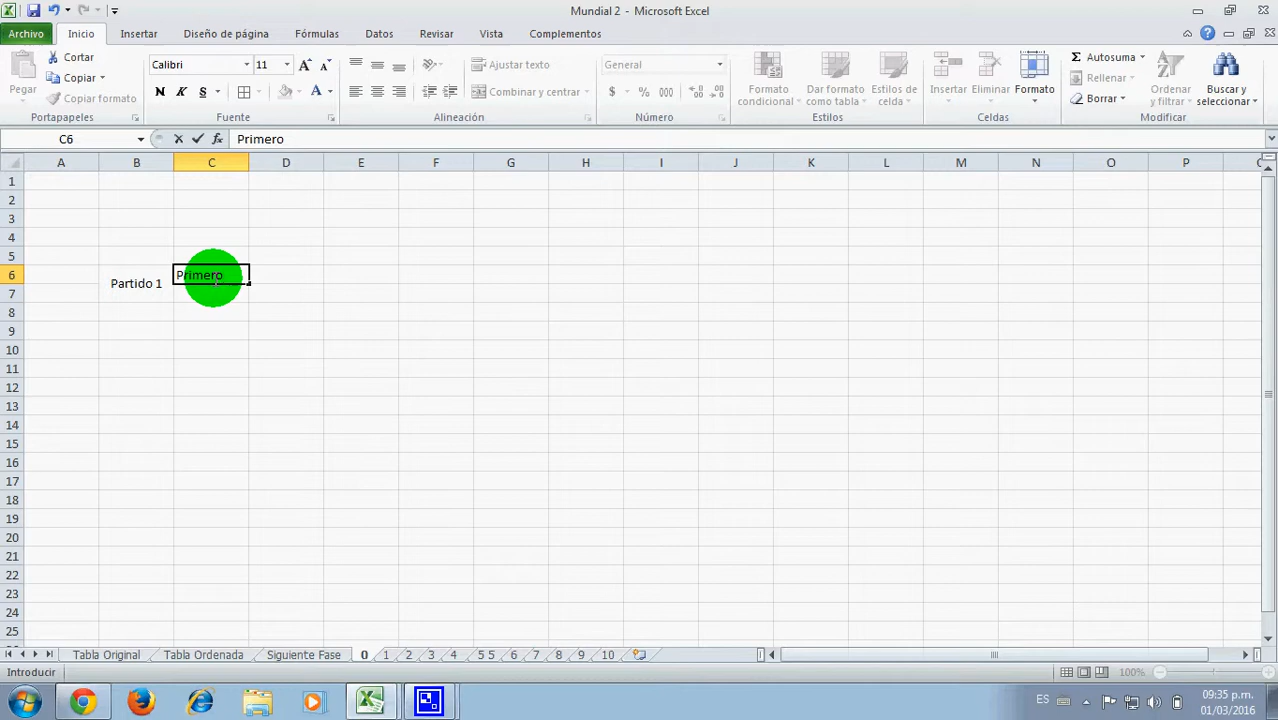 Mundial 2 - Microsoft Excel
Archivo Inicio Insertar Diseño de página Fórmulas Datos Revisar Vista Complementos
Pegar
Cortar
Copiar
Copiar formato
Portapapeles
Calibri 11
N K S A
Fuente
Ajustar texto
Combinar y centrar
Alineación
General
$ % 000
Número
Formato condicional
Dar formato como tabla
Estilos de celda
Estilos
Insertar Eliminar Formato
Celdas
Σ Autosuma
Rellenar
Borrar
Ordenar y filtrar
Buscar y seleccionar
Modificar
C6 fx Primero
A B C D E F G H I J K L M N O P
1
2
3
4
5
6 Primero
Partido 1
7
8
9
10
11
12
13
14
15
16
17
18
19
20
21
22
23
24
25
Tabla Original Tabla Ordenada Siguiente Fase 0 1 2 3 4 5 5 6 7 8 9 10
Introducir 100%
ES 09:35 p.m.
01/03/2016